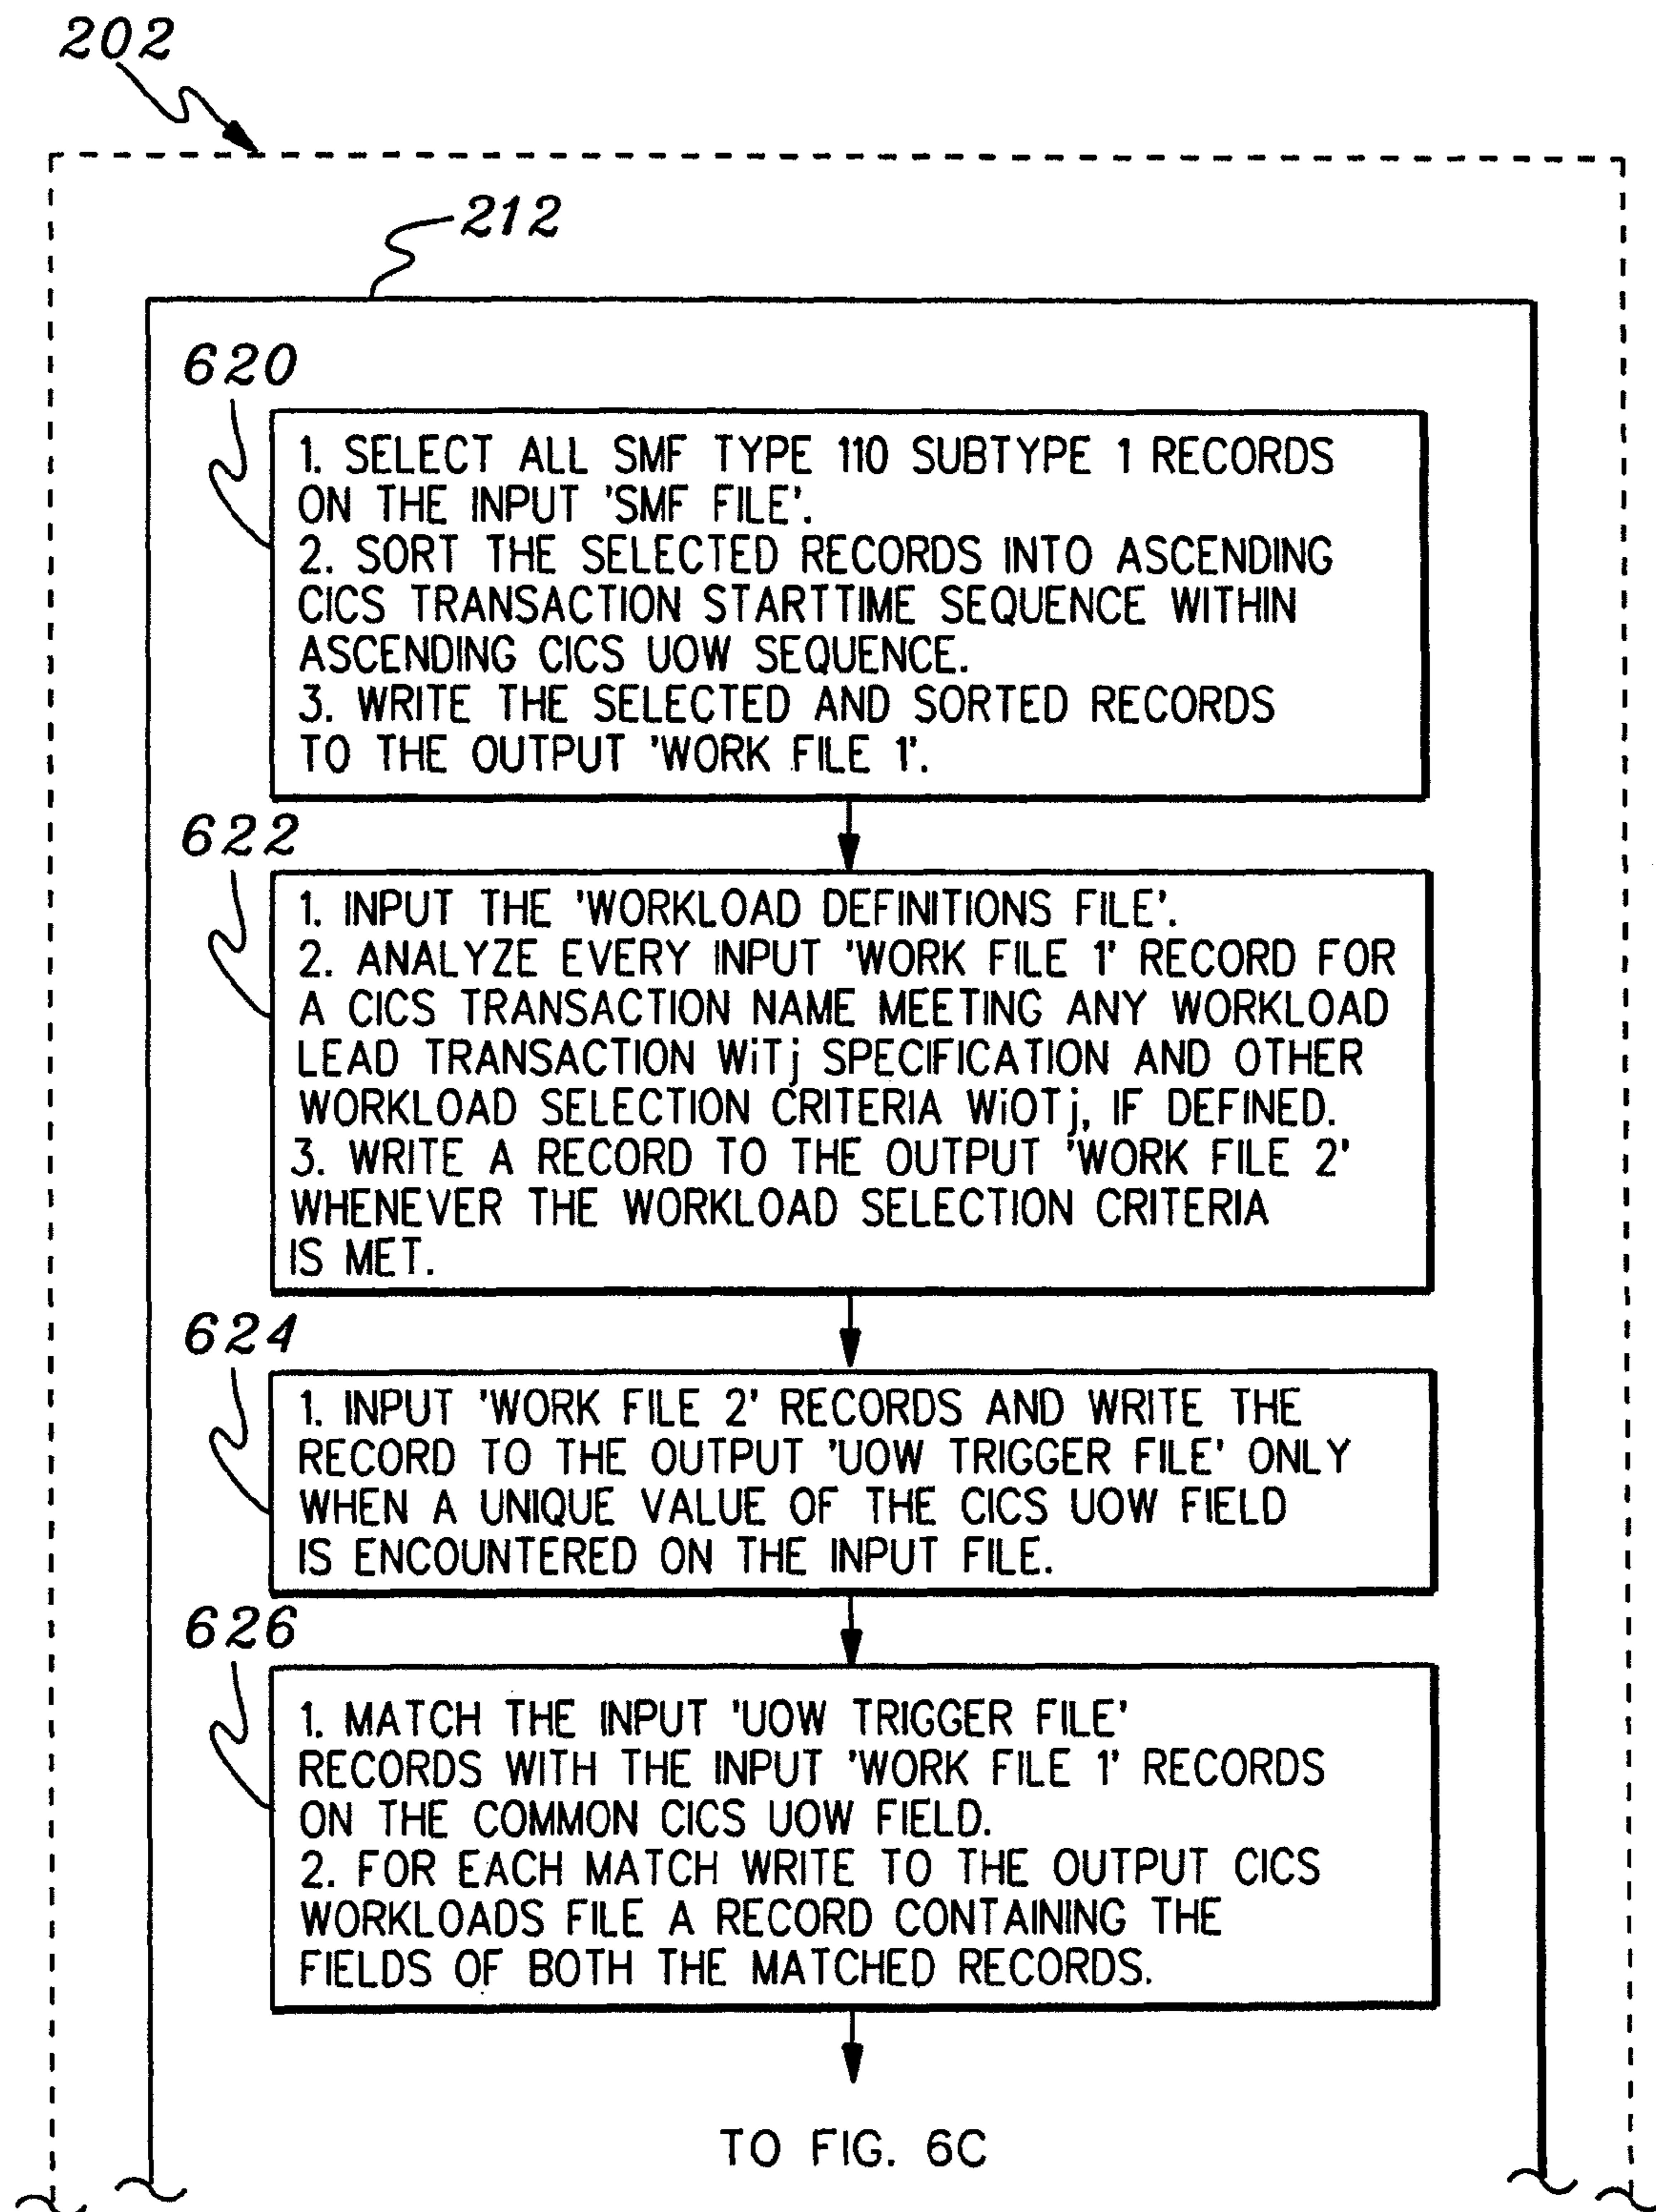 202
212
620
1. SELECT ALL SMF TYPE 110 SUBTYPE 1 RECORDS
ON THE INPUT 'SMF FILE'.
2. SORT THE SELECTED RECORDS INTO ASCENDING
CICS TRANSACTION STARTTIME SEQUENCE WITHIN
ASCENDING CICS UOW SEQUENCE.
3. WRITE THE SELECTED AND SORTED RECORDS
TO THE OUTPUT 'WORK FILE 1'.
622
1. INPUT THE 'WORKLOAD DEFINITIONS FILE'.
2. ANALYZE EVERY INPUT 'WORK FILE 1' RECORD FOR
A CICS TRANSACTION NAME MEETING ANY WORKLOAD
LEAD TRANSACTION WiTj SPECIFICATION AND OTHER
WORKLOAD SELECTION CRITERIA WiOTj, IF DEFINED.
3. WRITE A RECORD TO THE OUTPUT 'WORK FILE 2'
WHENEVER THE WORKLOAD SELECTION CRITERIA
IS MET.
624
1. INPUT 'WORK FILE 2' RECORDS AND WRITE THE
RECORD TO THE OUTPUT 'UOW TRIGGER FILE' ONLY
WHEN A UNIQUE VALUE OF THE CICS UOW FIELD
IS ENCOUNTERED ON THE INPUT FILE.
626
1. MATCH THE INPUT 'UOW TRIGGER FILE'
RECORDS WITH THE INPUT 'WORK FILE 1' RECORDS
ON THE COMMON CICS UOW FIELD.
2. FOR EACH MATCH WRITE TO THE OUTPUT CICS
WORKLOADS FILE A RECORD CONTAINING THE
FIELDS OF BOTH THE MATCHED RECORDS.
TO FIG. 6C